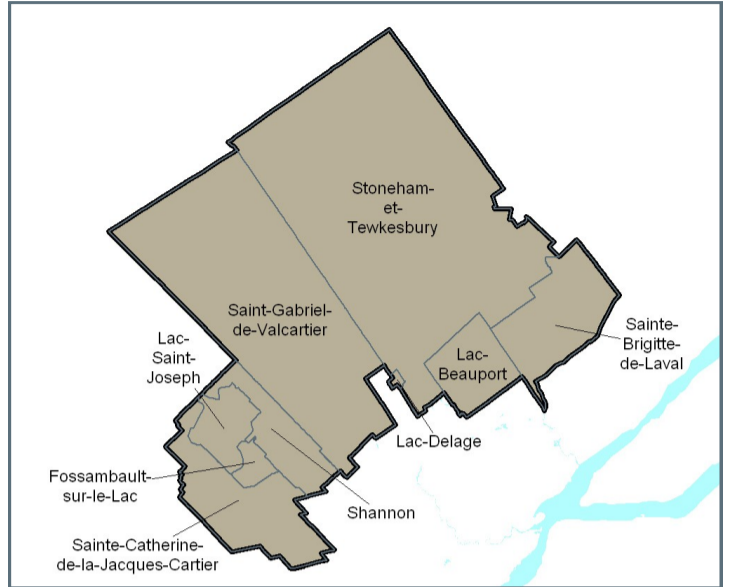 Stoneham-
et-
Tewkesbury
Saint-Gabriel-
de-Valcartier
Lac-
Saint-
Joseph
Lac-
Beauport
Sainte-
Brigitte-
de-Laval
Lac-Delage
Fossambault-
sur-le-Lac
Shannon
Sainte-Catherine-
de-la-Jacques-Cartier